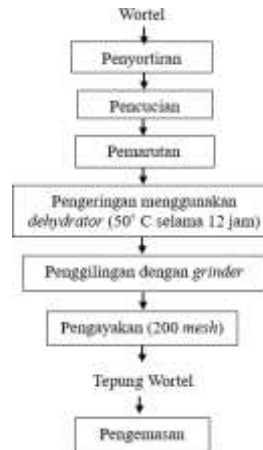 Wortel
Penyortiran
Pencucian
Pemarutan
Pengeringan menggunakan
dehydrator (50° C selama 12 jam)
Penggilingan dengan grinder
Pengayakan (200 mesh)
Tepung Wortel
Pengemasan